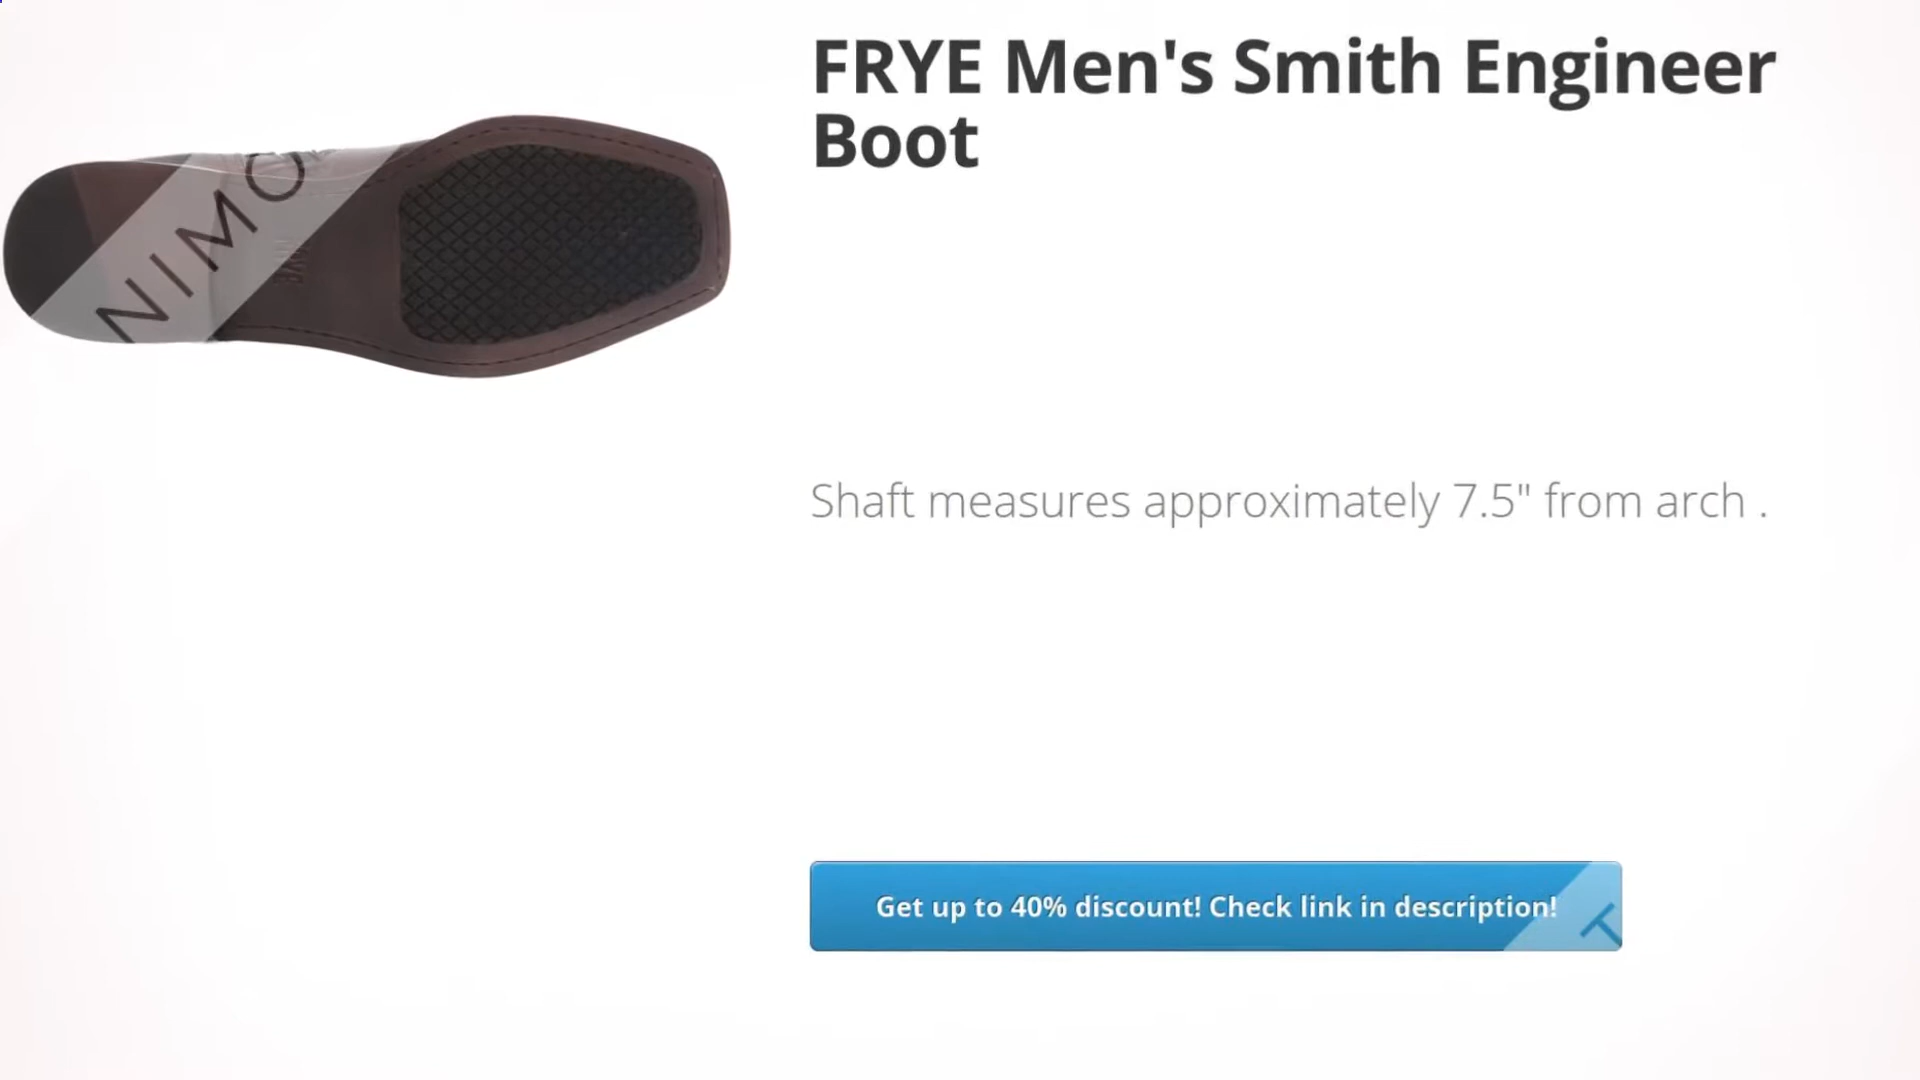 FRYE Men's Smith Engineer
Boot
NIMO
Shaft measures approximately 7.5" from arch .
Get up to 40% discount! Check link in description!
T